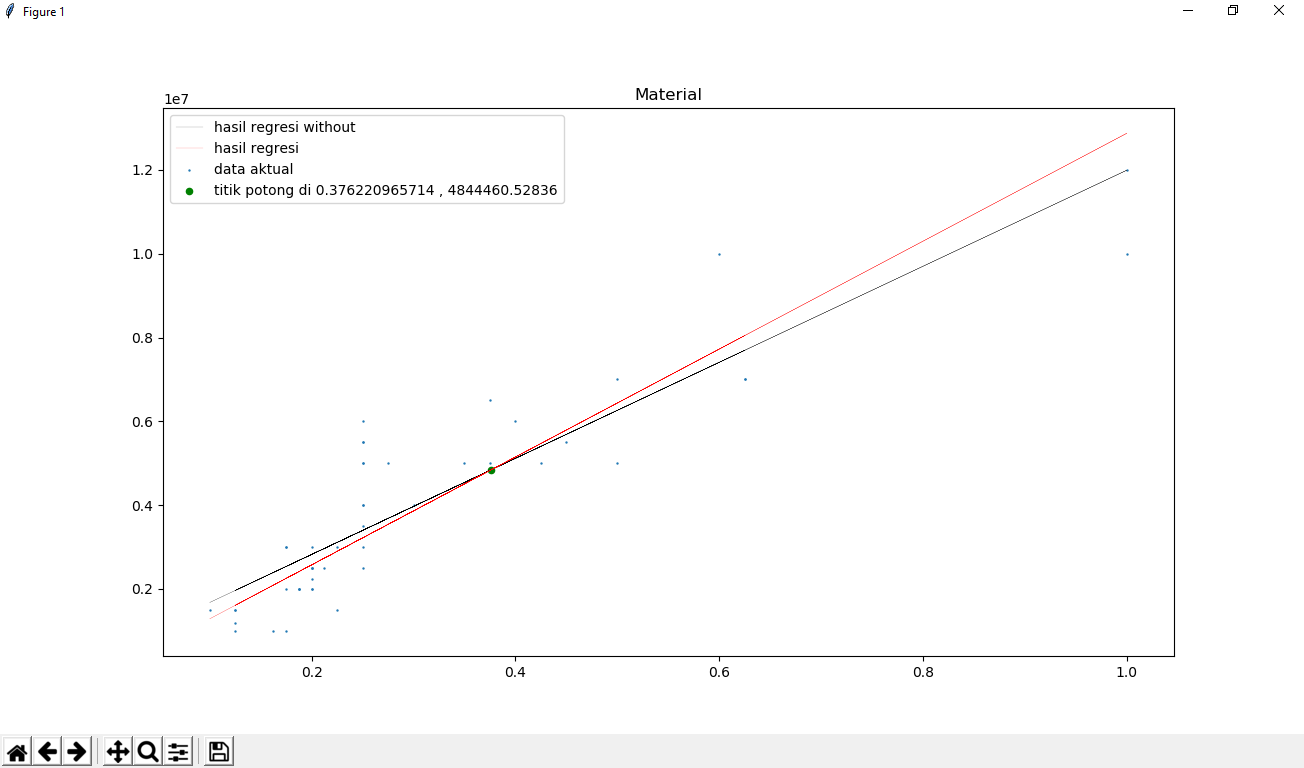 Figure 1
Material
1e7
hasil regresi without
hasil regresi
data aktual
titik potong di 0.376220965714 , 4844460.52836
1.2
1.0
0.8
0.6
0.4
0.2
0.2 0.4 0.6 0.8 1.0